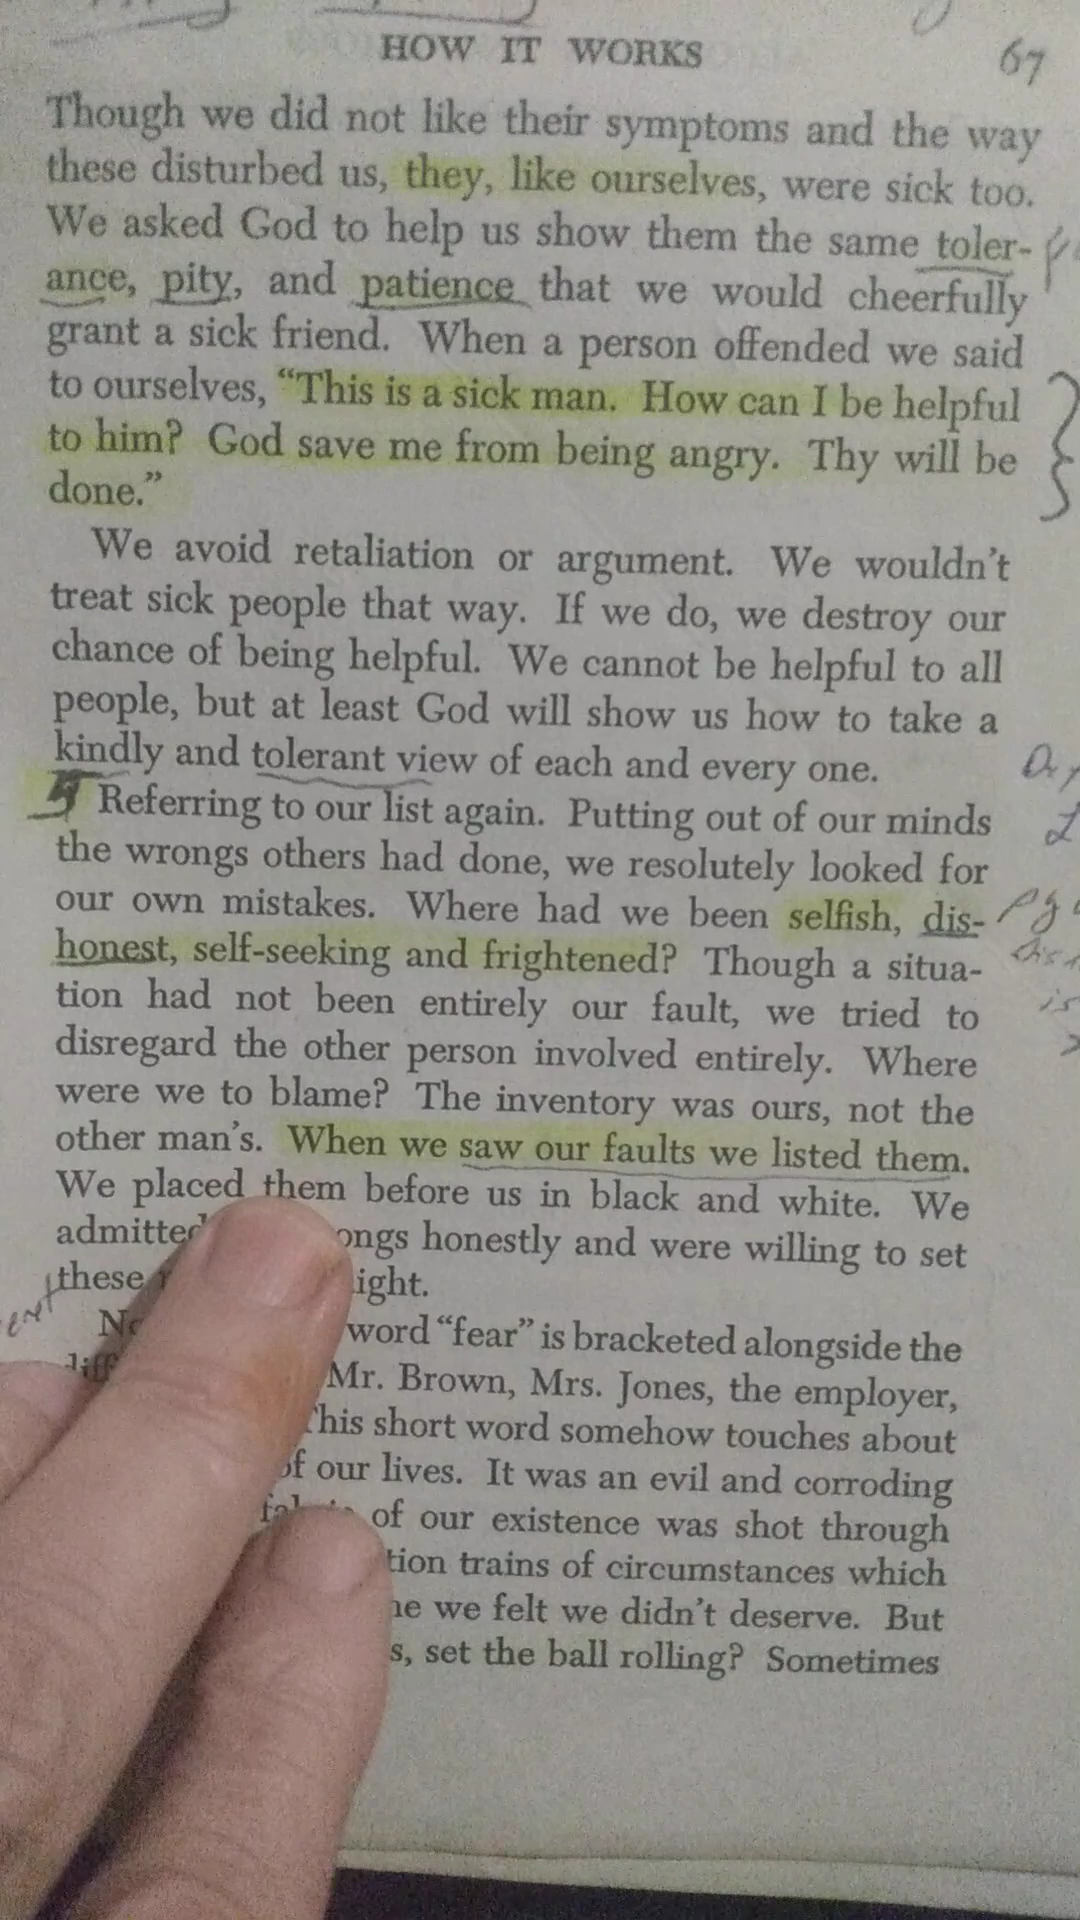 HOW IT WORKS 67
Though we did not like their symptoms and the way
these disturbed us, they, like ourselves, were sick too.
We asked God to help us show them the same toler-
ance, pity, and patience that we would cheerfully
grant a sick friend. When a person offended we said
to ourselves, “This is a sick man. How can I be helpful
to him? God save me from being angry. Thy will be
done.”
We avoid retaliation or argument. We wouldn’t
treat sick people that way. If we do, we destroy our
chance of being helpful. We cannot be helpful to all
people, but at least God will show us how to take a
kindly and tolerant view of each and every one.
Referring to our list again. Putting out of our minds
the wrongs others had done, we resolutely looked for
our own mistakes. Where had we been selfish, dis-
honest, self-seeking and frightened? Though a situa-
tion had not been entirely our fault, we tried to
disregard the other person involved entirely. Where
were we to blame? The inventory was ours, not the
other man’s. When we saw our faults we listed them.
We placed them before us in black and white. We
admitted ongs honestly and were willing to set
these ight.
word “fear” is bracketed alongside the
Mr. Brown, Mrs. Jones, the employer,
This short word somehow touches about
of our lives. It was an evil and corroding
of our existence was shot through
tion trains of circumstances which
we felt we didn’t deserve. But
s, set the ball rolling? Sometimes